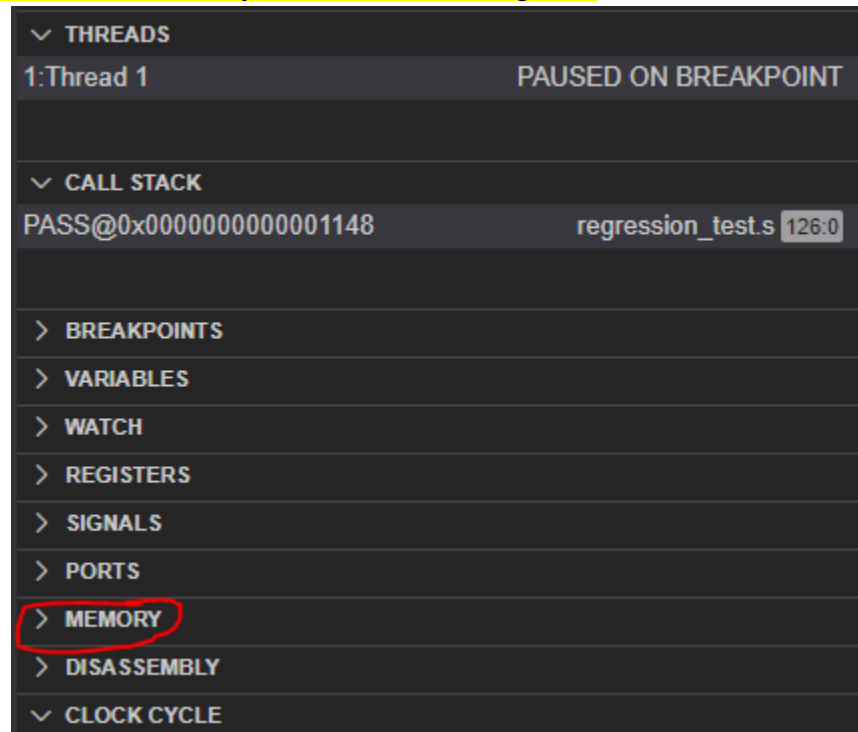 THREADS
1:Thread 1 PAUSED ON BREAKPOINT
CALL STACK
PASS@0x0000000000001148 regression_test.s 126:0
BREAKPOINTS
VARIABLES
WATCH
REGISTERS
SIGNALS
PORTS
MEMORY
DISASSEMBLY
CLOCK CYCLE